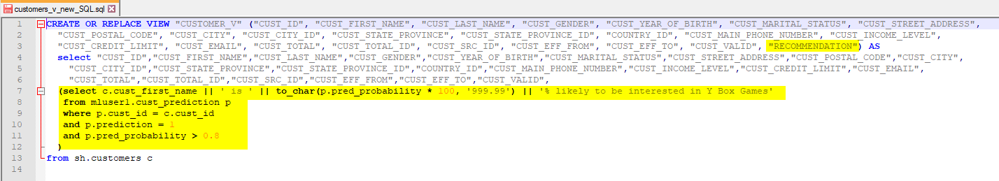 customers_v_new_SQL.sql
1 CREATE OR REPLACE VIEW "CUSTOMER_V" ("CUST_ID", "CUST_FIRST_NAME", "CUST_LAST_NAME", "CUST_GENDER", "CUST_YEAR_OF_BIRTH", "CUST_MARITAL_STATUS", "CUST_STREET_ADDRESS",
2 "CUST_POSTAL_CODE", "CUST_CITY", "CUST_CITY_ID", "CUST_STATE_PROVINCE", "CUST_STATE_PROVINCE_ID", "COUNTRY_ID", "CUST_MAIN_PHONE_NUMBER", "CUST_INCOME_LEVEL",
3 "CUST_CREDIT_LIMIT", "CUST_EMAIL", "CUST_TOTAL", "CUST_TOTAL_ID", "CUST_SRC_ID", "CUST_EFF_FROM", "CUST_EFF_TO", "CUST_VALID", "RECOMMENDATION") AS
4 select "CUST_ID","CUST_FIRST_NAME","CUST_LAST_NAME","CUST_GENDER","CUST_YEAR_OF_BIRTH","CUST_MARITAL_STATUS","CUST_STREET_ADDRESS","CUST_POSTAL_CODE","CUST_CITY",
5 "CUST_CITY_ID","CUST_STATE_PROVINCE","CUST_STATE_PROVINCE_ID","COUNTRY_ID","CUST_MAIN_PHONE_NUMBER","CUST_INCOME_LEVEL","CUST_CREDIT_LIMIT","CUST_EMAIL",
6 "CUST_TOTAL","CUST_TOTAL_ID","CUST_SRC_ID","CUST_EFF_FROM","CUST_EFF_TO","CUST_VALID",
7 (select c.cust_first_name || ' is ' || to_char(p.pred_probability * 100, '999.99') || '% likely to be interested in Y Box Games'
8 from mluser1.cust_prediction p
9 where p.cust_id = c.cust_id
10 and p.prediction = 1
11 and p.pred_probability > 0.8
12 )
13 from sh.customers c
14